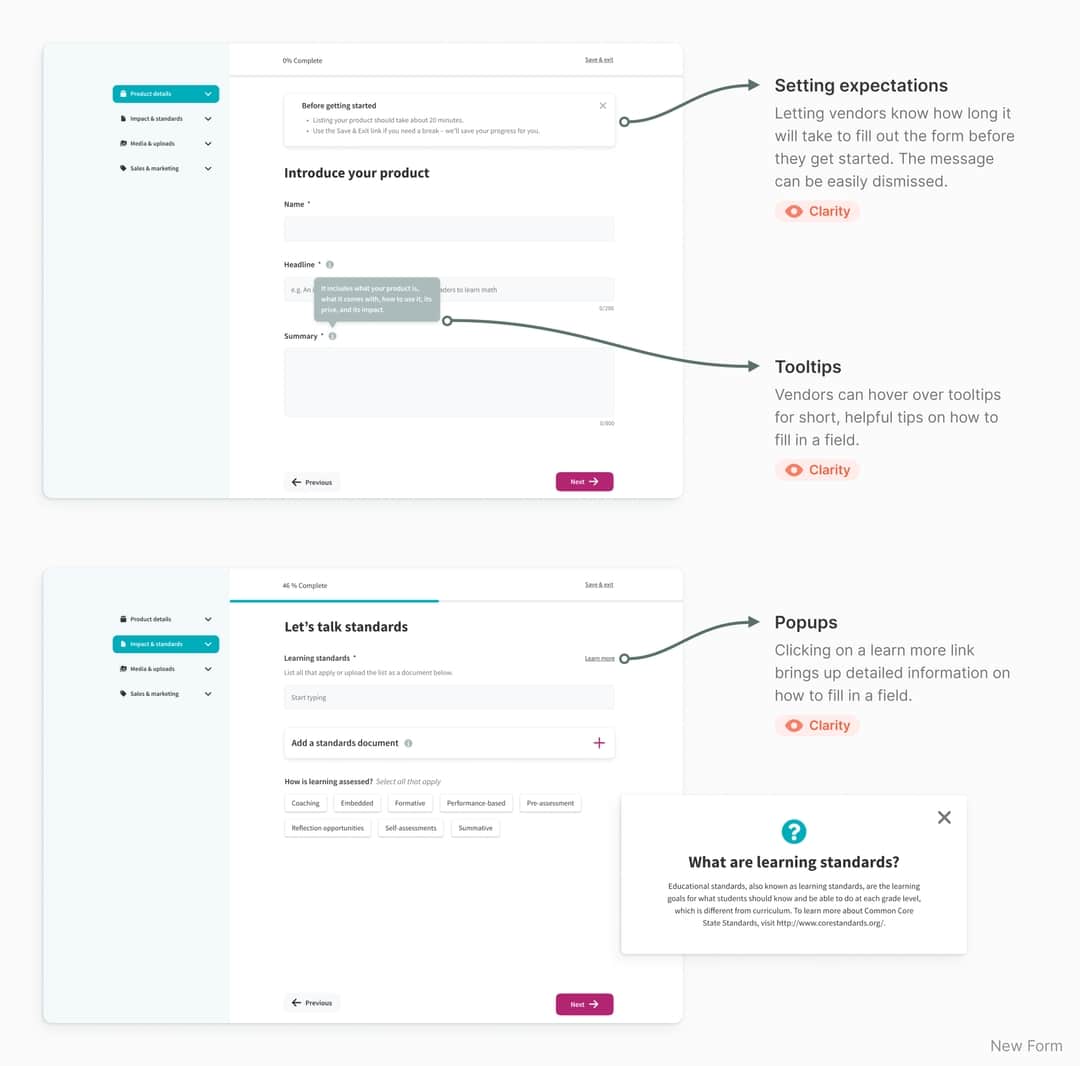 0% Complete
Save & exit
Product details
Impact & standards
Media & uploads
Sales & marketing
Before getting started
• Listing your product should take about 20 minutes.
• Use the Save & Exit link if you need a break – we'll save your progress for you.
Introduce your product
Name *
Headline *
e.g. An
aders to learn math
It includes what your product is,
what it comes with, how to use it, its
price, and its impact.
Summary *
0/800
Previous
Next
Setting expectations
Letting vendors know how long it
will take to fill out the form before
they get started. The message
can be easily dismissed.
Clarity
Tooltips
Vendors can hover over tooltips
for short, helpful tips on how to
fill in a field.
Clarity
46 % Complete
Save & exit
Product details
Impact & standards
Media & uploads
Sales & marketing
Let's talk standards
Learning standards *
Learn more
List all that apply or upload the list as a document below.
Start typing
Add a standards document
How is learning assessed? Select all that apply
Coaching Embedded Formative Performance-based Pre-assessment
Reflection opportunities Self-assessments Summative
Previous
Next
Popups
Clicking on a learn more link
brings up detailed information on
how to fill in a field.
Clarity
?
What are learning standards?
Educational standards, also known as learning standards, are the learning
goals for what students should know and be able to do at each grade level,
which is different from curriculum. To learn more about Common Core
State Standards, visit http://www.corestandards.org/.
New Form